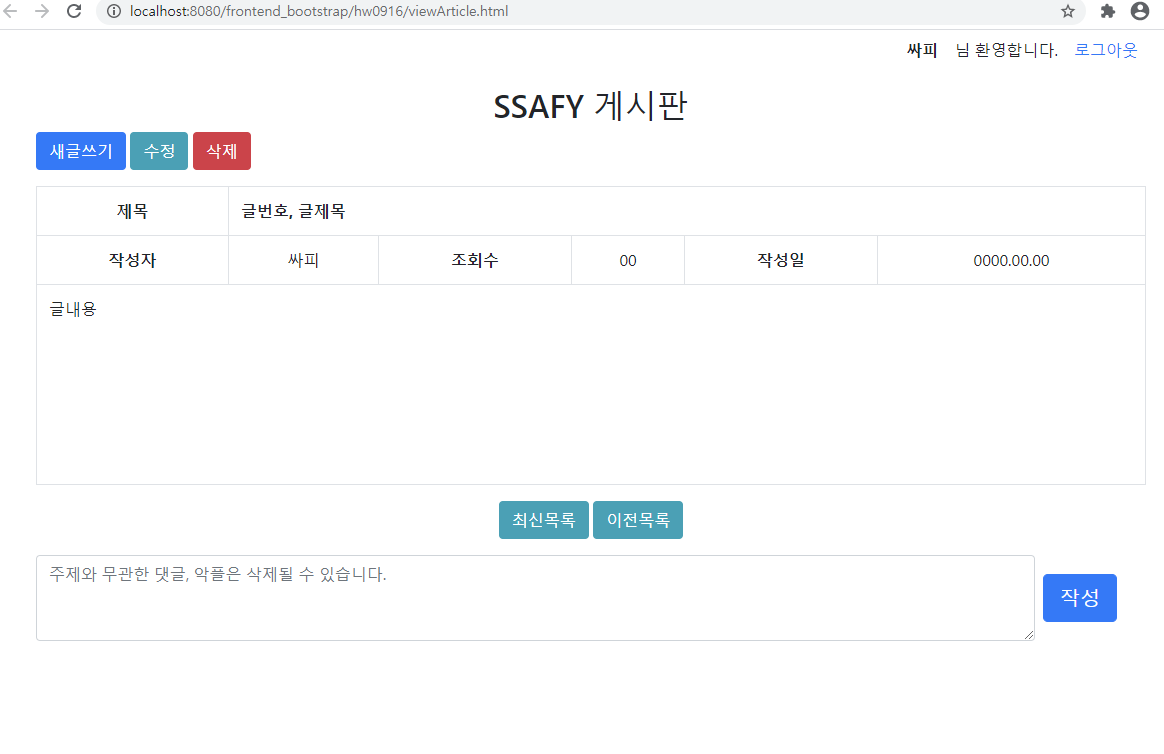 localhost:8080/frontend_bootstrap/hw0916/viewArticle.html
싸피 님 환영합니다. 로그아웃
SSAFY 게시판
새글쓰기 수정 삭제
제목 글번호, 글제목
작성자 싸피 조회수 00 작성일 0000.00.00
글내용
최신목록 이전목록
주제와 무관한 댓글, 악플은 삭제될 수 있습니다.
작성